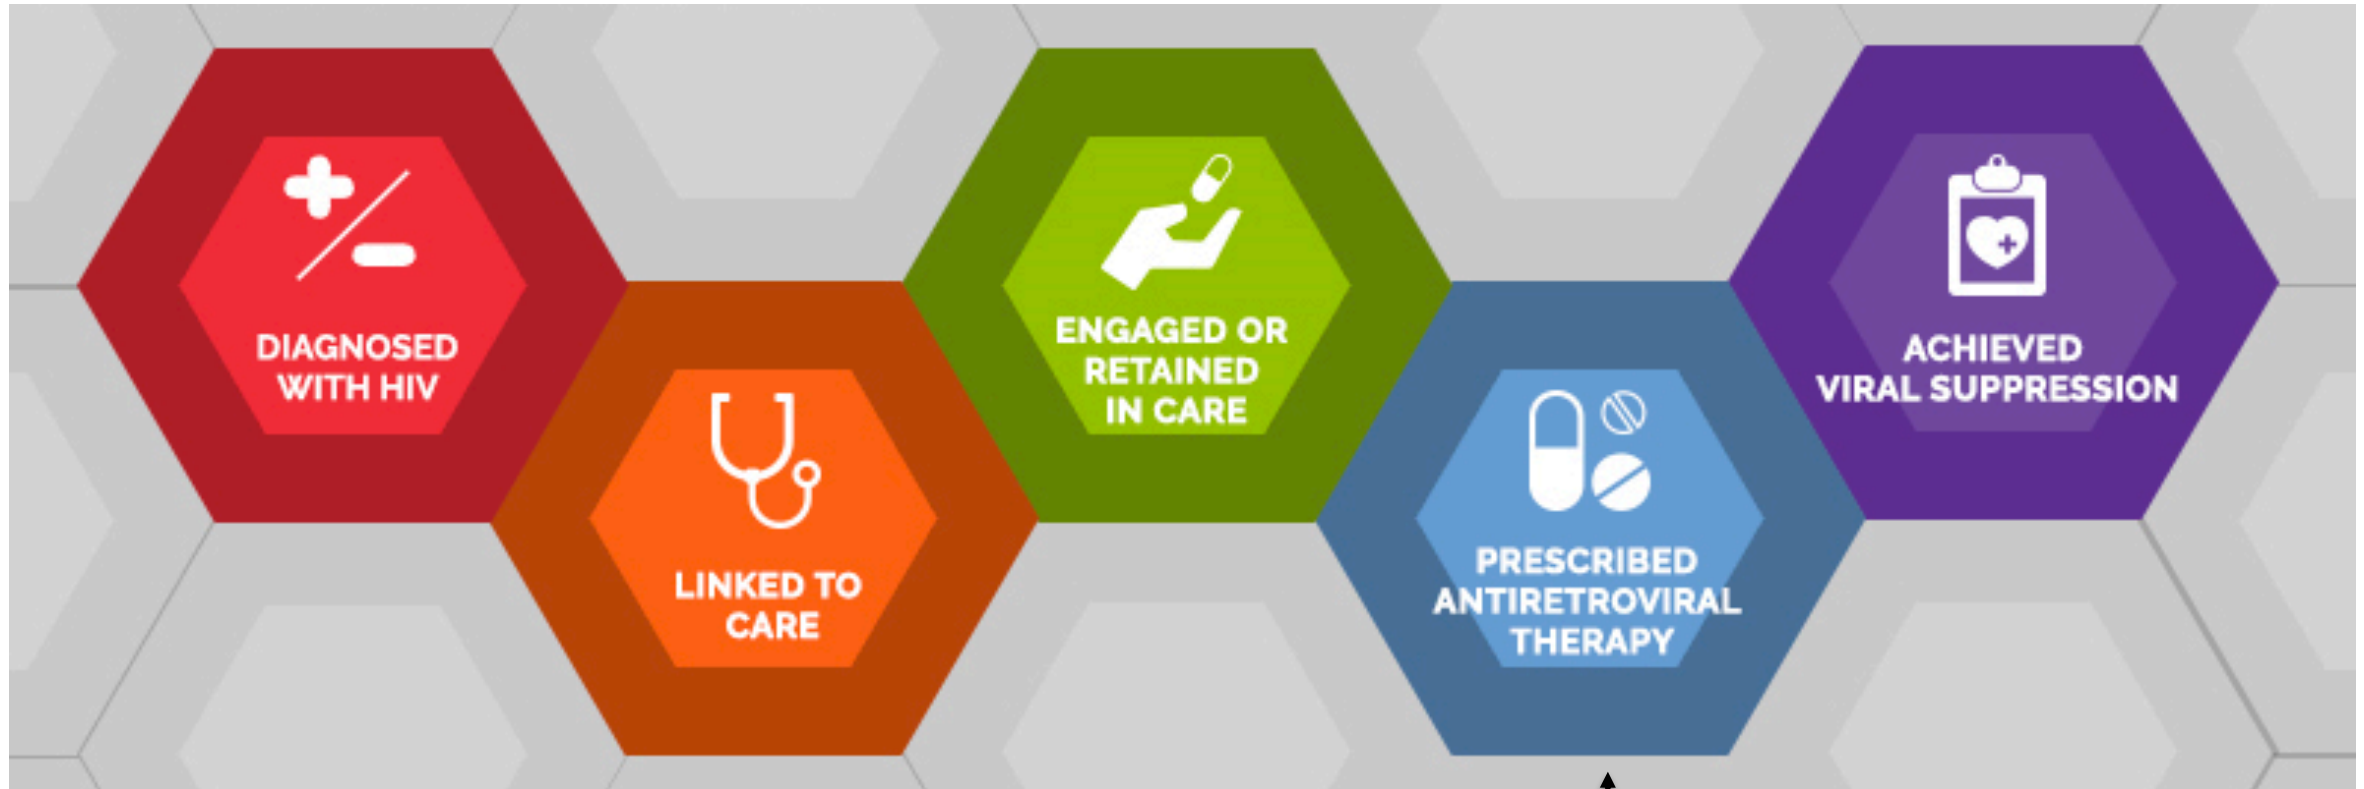 DIAGNOSED
WITH HIV
LINKED TO
CARE
ENGAGED OR
RETAINED
IN CARE
PRESCRIBED
ANTIRETROVIRAL
THERAPY
ACHIEVED
VIRAL SUPPRESSION